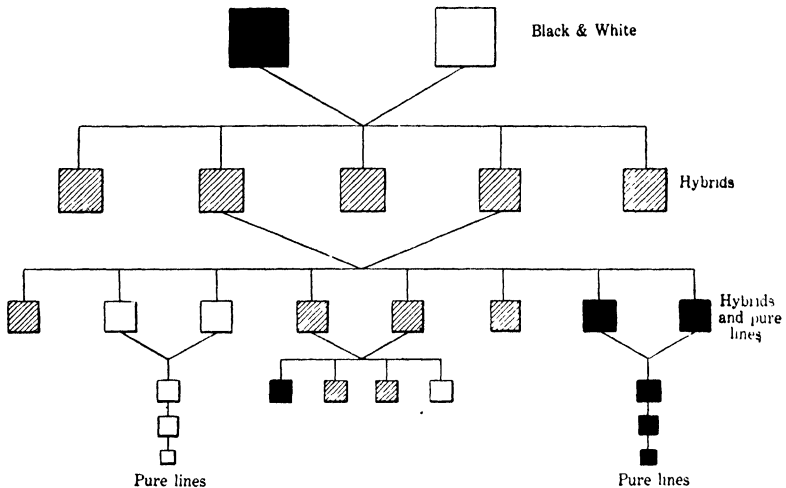 Black & White
Hybrids
Hybrids
and pure
lines
Pure lines
Pure lines